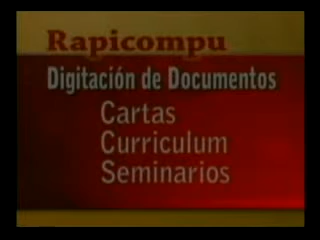 Rapicompu
Digitación de Documentos
Cartas
Curriculum
Seminarios